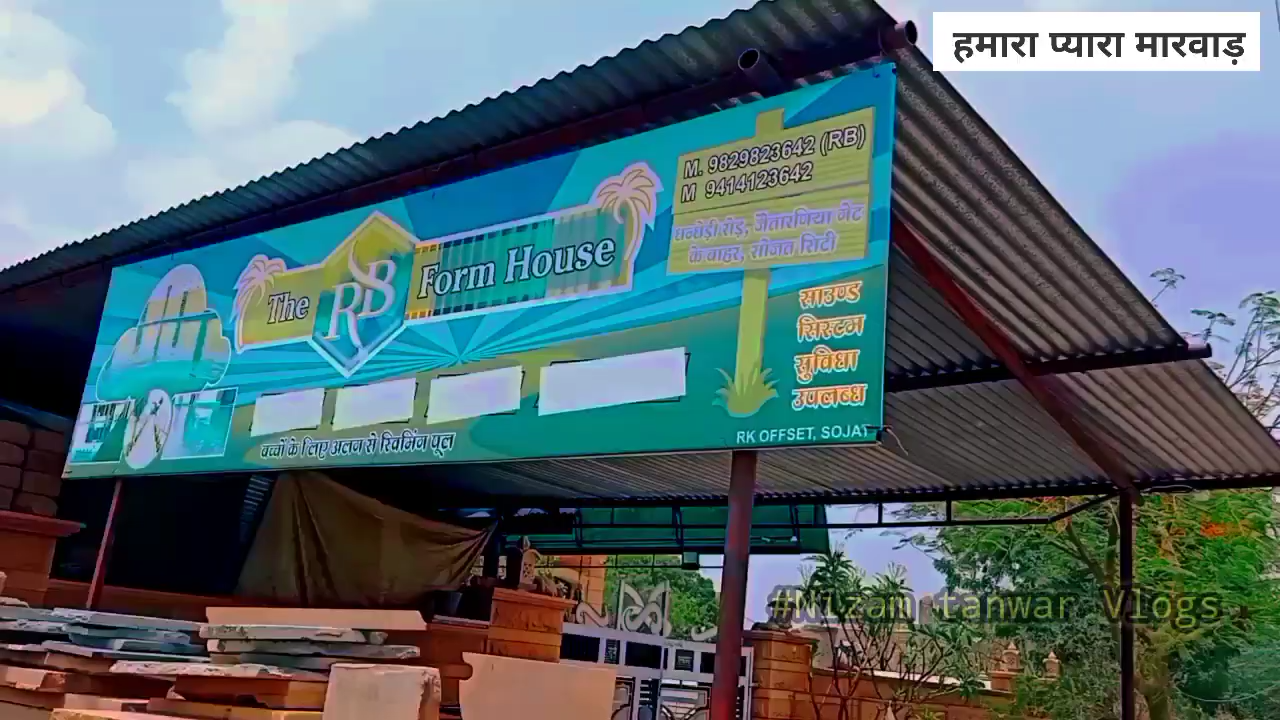 हमारा प्यारा मारवाड़
M. 9829823642 (RB)
M 9414123642
धन्धेड़ी रोड़, जैतारणिया गेट
के बाहर, सोजत सिटी
The RB Form House
साउण्ड
सिस्टम
सुविधा
उपलब्ध
बच्चों के लिए अलग से स्विमिंग पूल
RK OFFSET, SOJAT
#Nizam tanwar Vlogs